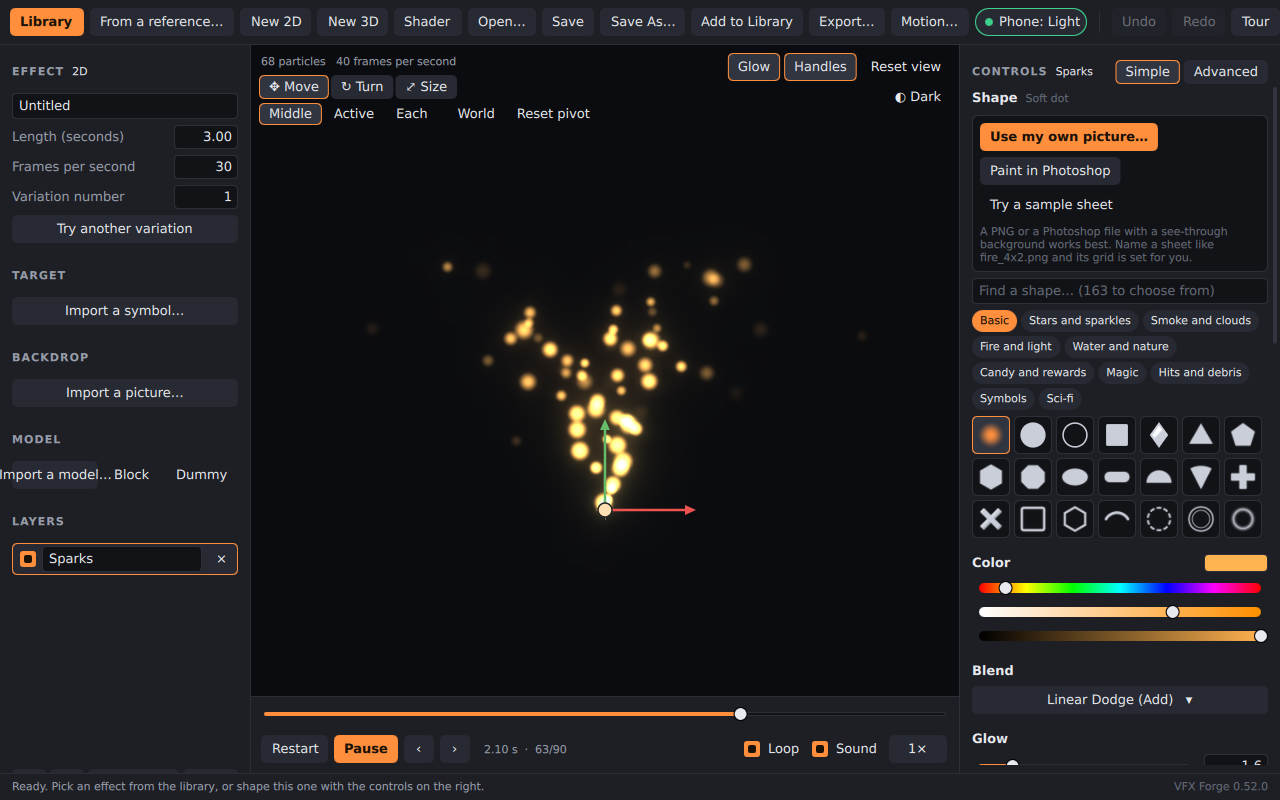 Library From a reference... New 2D New 3D Shader Open... Save Save As... Add to Library Export... Motion... Phone: Light Undo Redo Tour
EFFECT 2D
Untitled
Length (seconds) 3.00
Frames per second 30
Variation number 1
Try another variation
TARGET
Import a symbol...
BACKDROP
Import a picture...
MODEL
Import a model... Block Dummy
LAYERS
Sparks ×
68 particles 40 frames per second
Move Turn Size
Middle Active Each World Reset pivot
Glow Handles Reset view
Dark
Restart Pause ‹ › 2.10 s · 63/90 Loop Sound 1×
CONTROLS Sparks Simple Advanced
Shape Soft dot
Use my own picture...
Paint in Photoshop
Try a sample sheet
A PNG or a Photoshop file with a see-through
background works best. Name a sheet like
fire_4x2.png and its grid is set for you.
Find a shape... (163 to choose from)
Basic Stars and sparkles Smoke and clouds
Fire and light Water and nature
Candy and rewards Magic Hits and debris
Symbols Sci-fi
Color
Blend
Linear Dodge (Add)
Glow
1.6
Ready. Pick an effect from the library, or shape this one with the controls on the right. VFX Forge 0.52.0